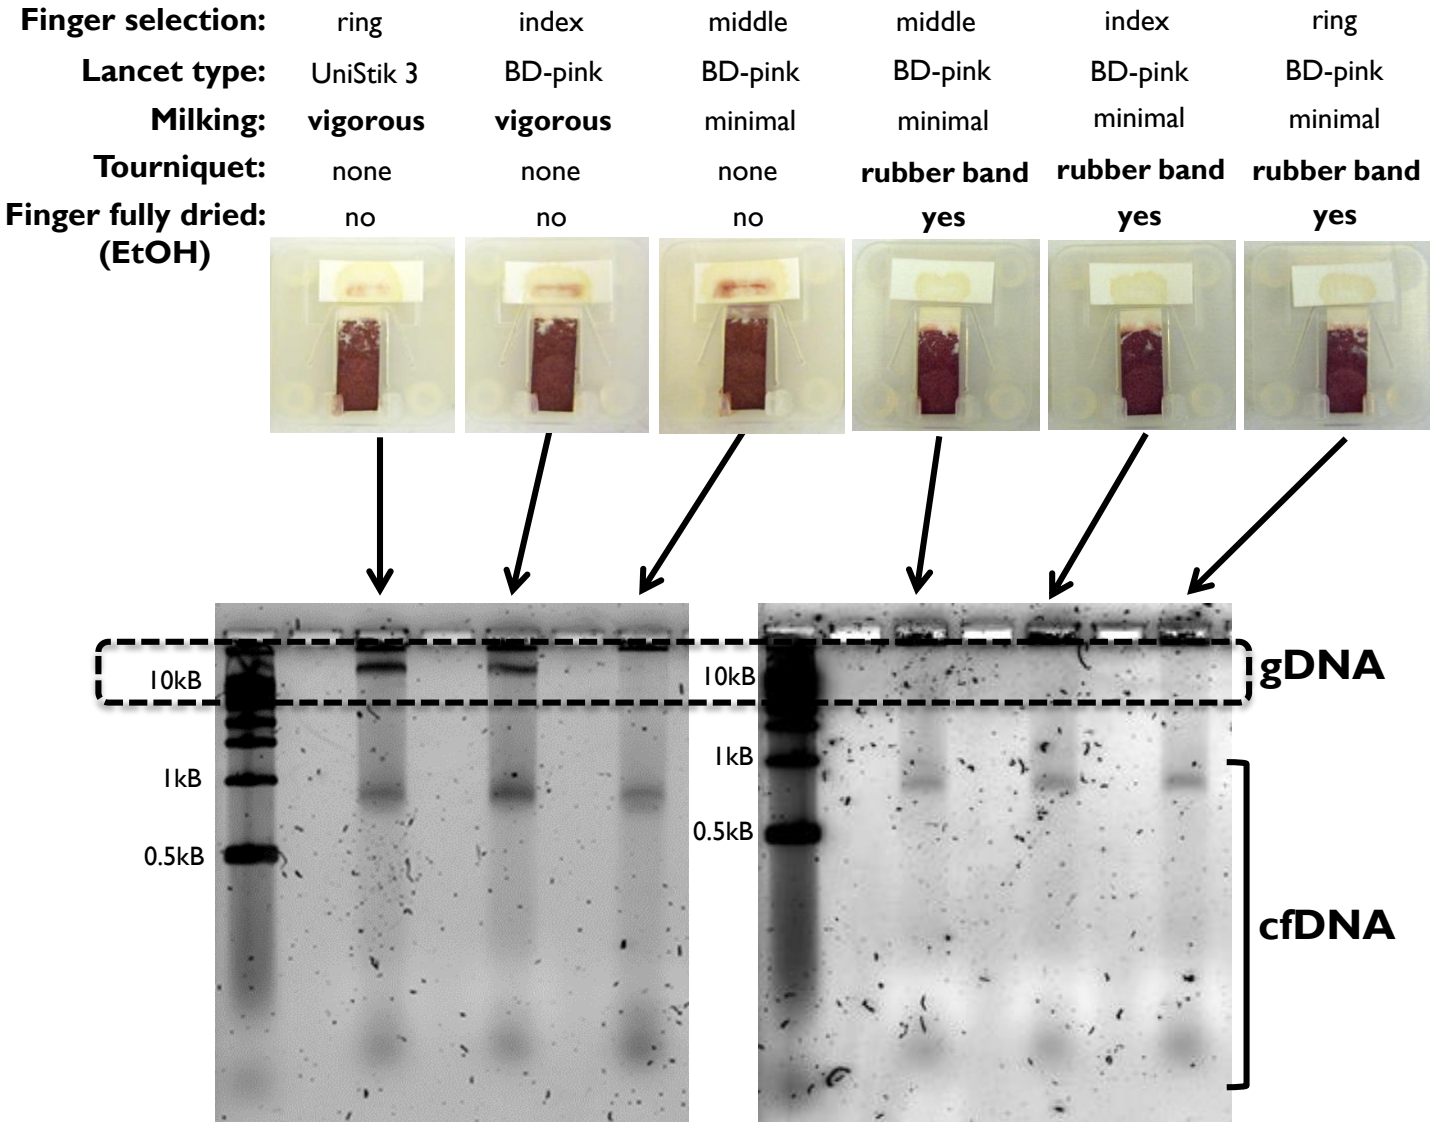 Finger selection: ring index middle middle index ring
Lancet type: UniStik 3 BD-pink BD-pink BD-pink BD-pink BD-pink
Milking: vigorous vigorous minimal minimal minimal minimal
Tourniquet: none none none rubber band rubber band rubber band
Finger fully dried: no no no yes yes yes
(EtOH)
10kB 10kB gDNA
1kB 1kB
0.5kB 0.5kB
cfDNA